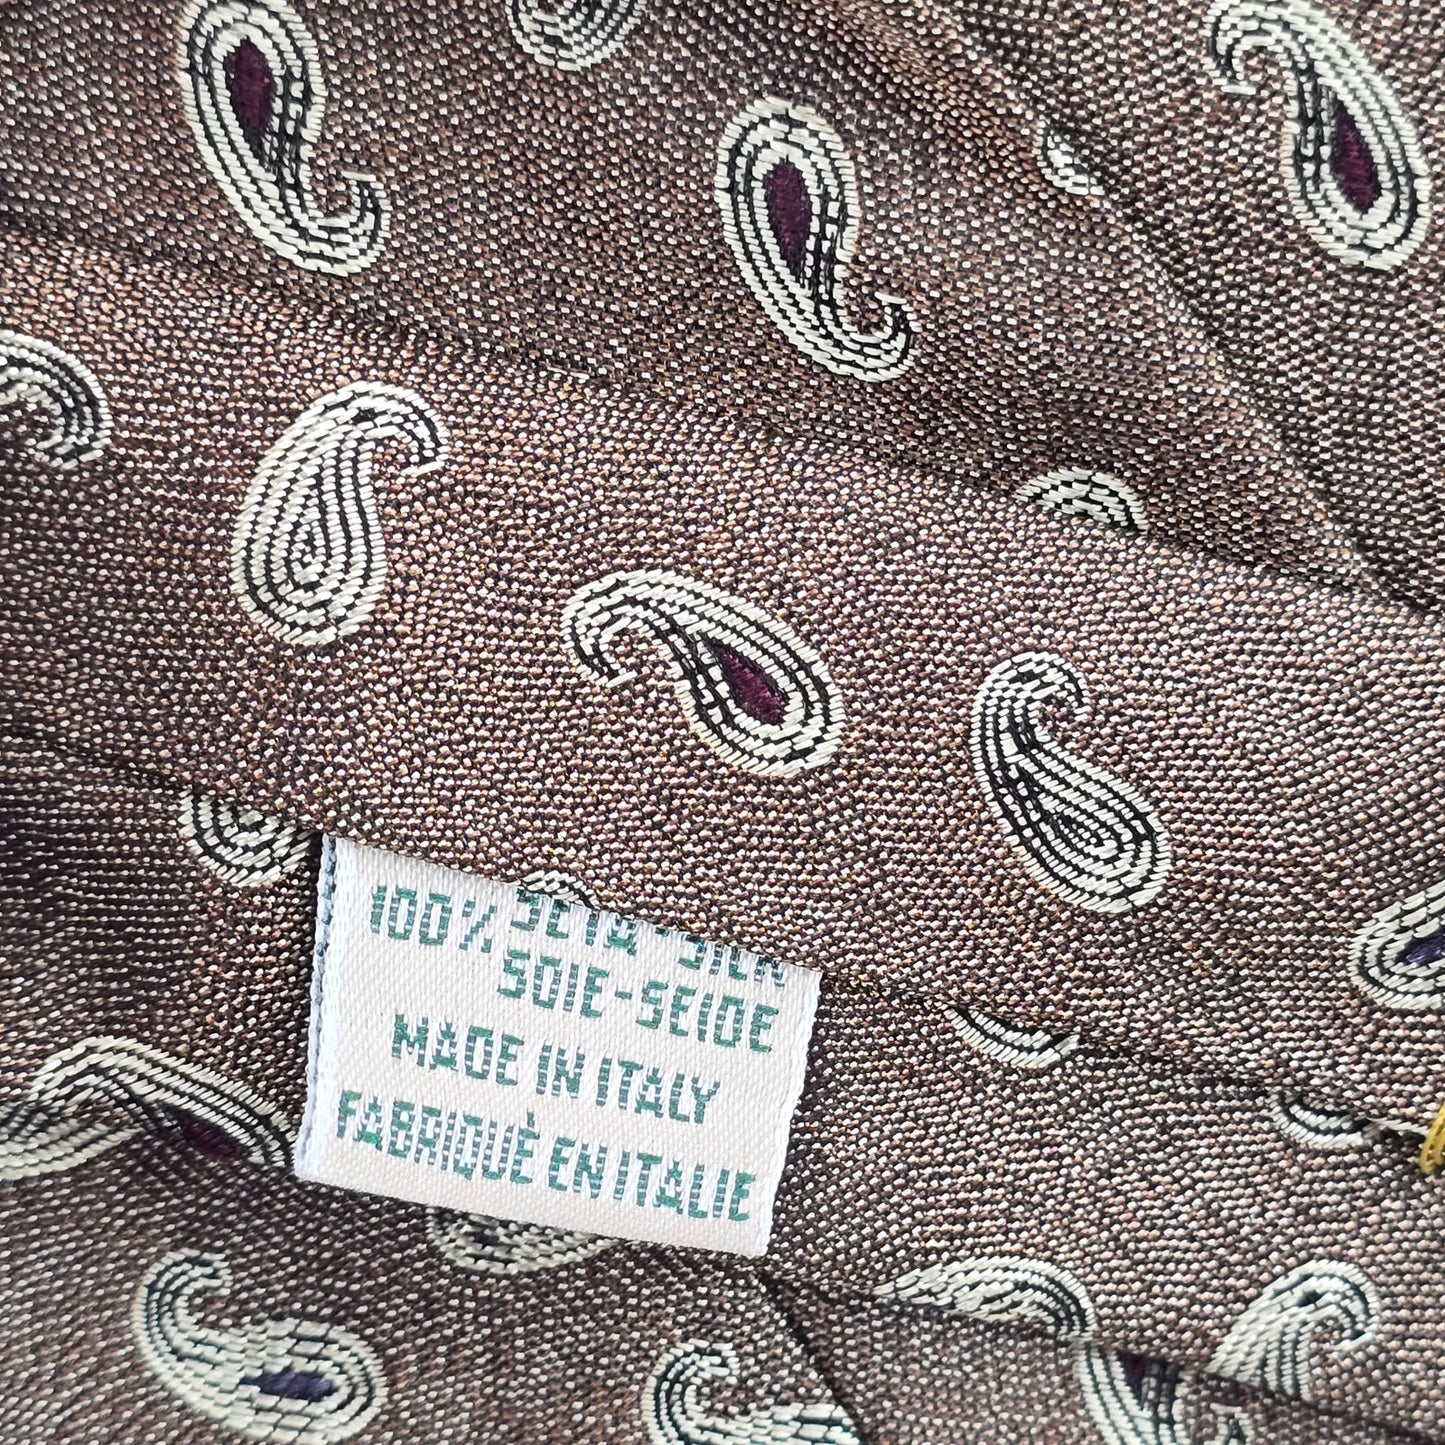 100% SETA-SILK
SOIE-SEIDE
MADE IN ITALY
FABRIQUÈ EN ITALIE